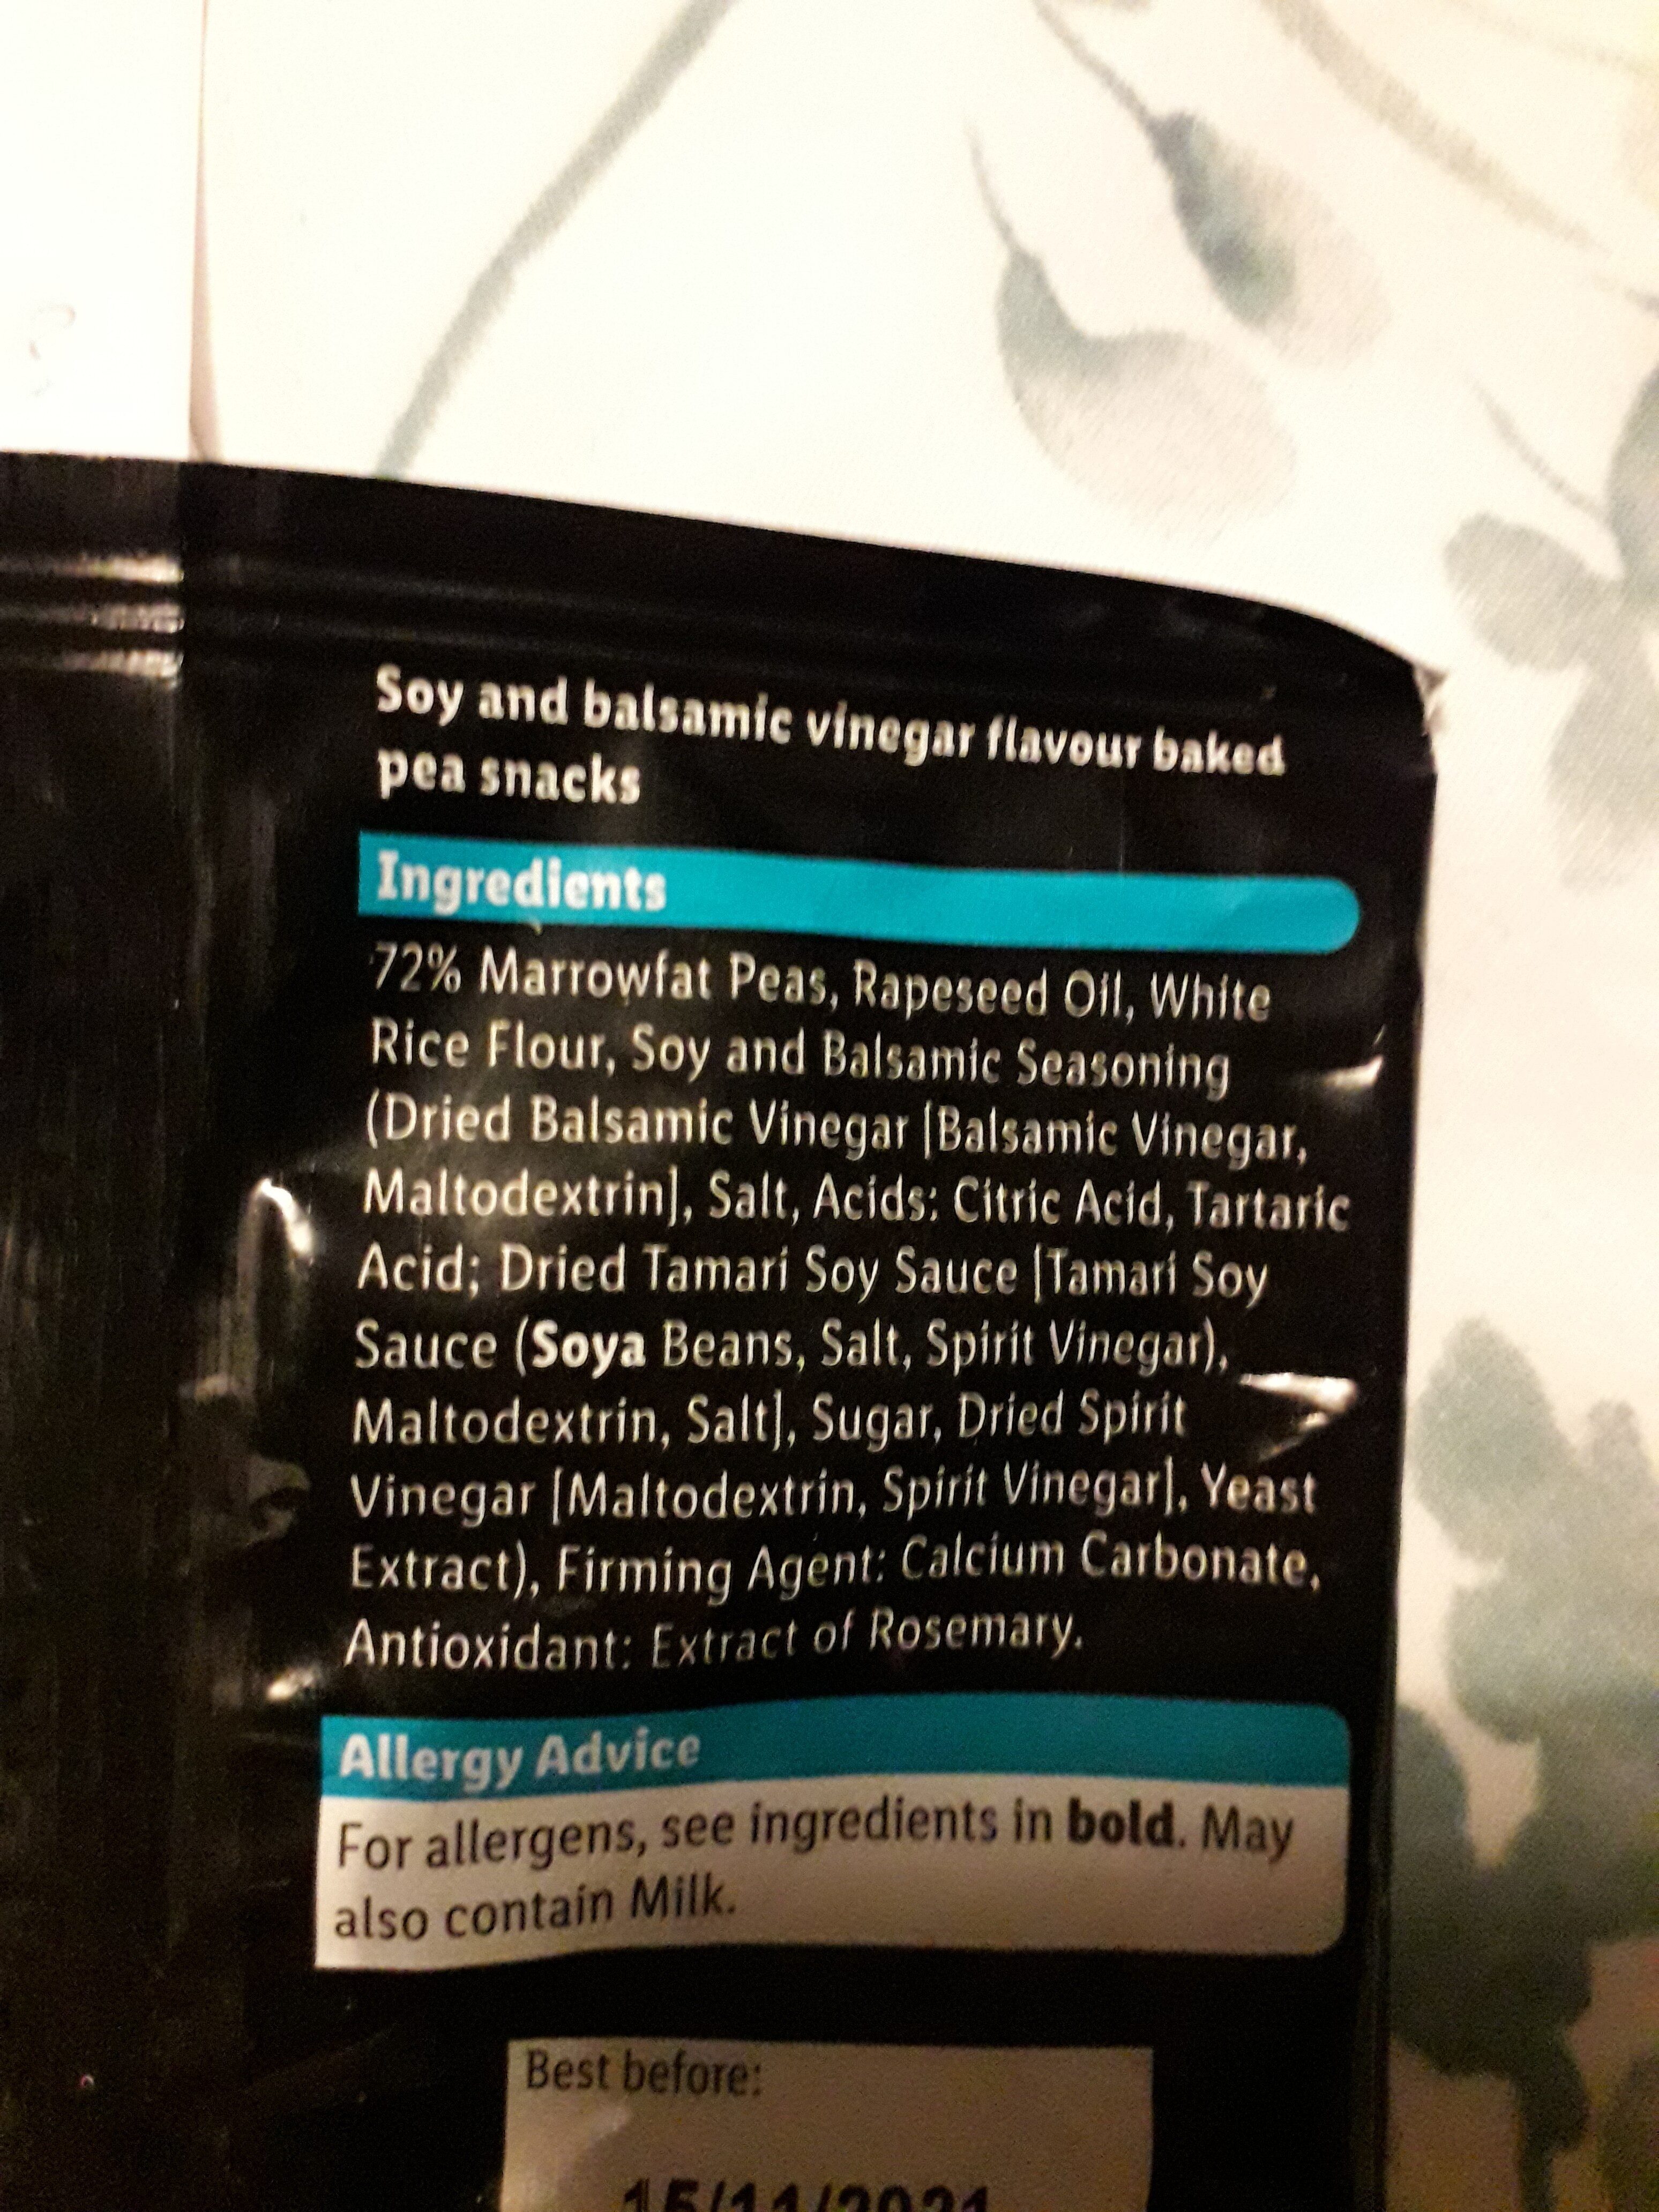 Soy and balsamic vinegar flavour baked
pea snacks
Ingredients
72% Marrowfat Peas, Rapeseed Oil, White
Rice Flour, Soy and Balsamic Seasoning
(Dried Balsamic Vinegar [Balsamic Vinegar,
Maltodextrin], Salt, Acids: Citric Acid, Tartaric
Acid; Dried Tamari Soy Sauce [Tamari Soy
Sauce (Soya Beans, Salt, Spirit Vinegar),
Maltodextrin, Salt], Sugar, Dried Spirit
Vinegar [Maltodextrin, Spirit Vinegar], Yeast
Extract), Firming Agent: Calcium Carbonate,
Antioxidant: Extract of Rosemary.
Allergy Advice
For allergens, see ingredients in bold. May
also contain Milk.
Best before:
15/11/2021